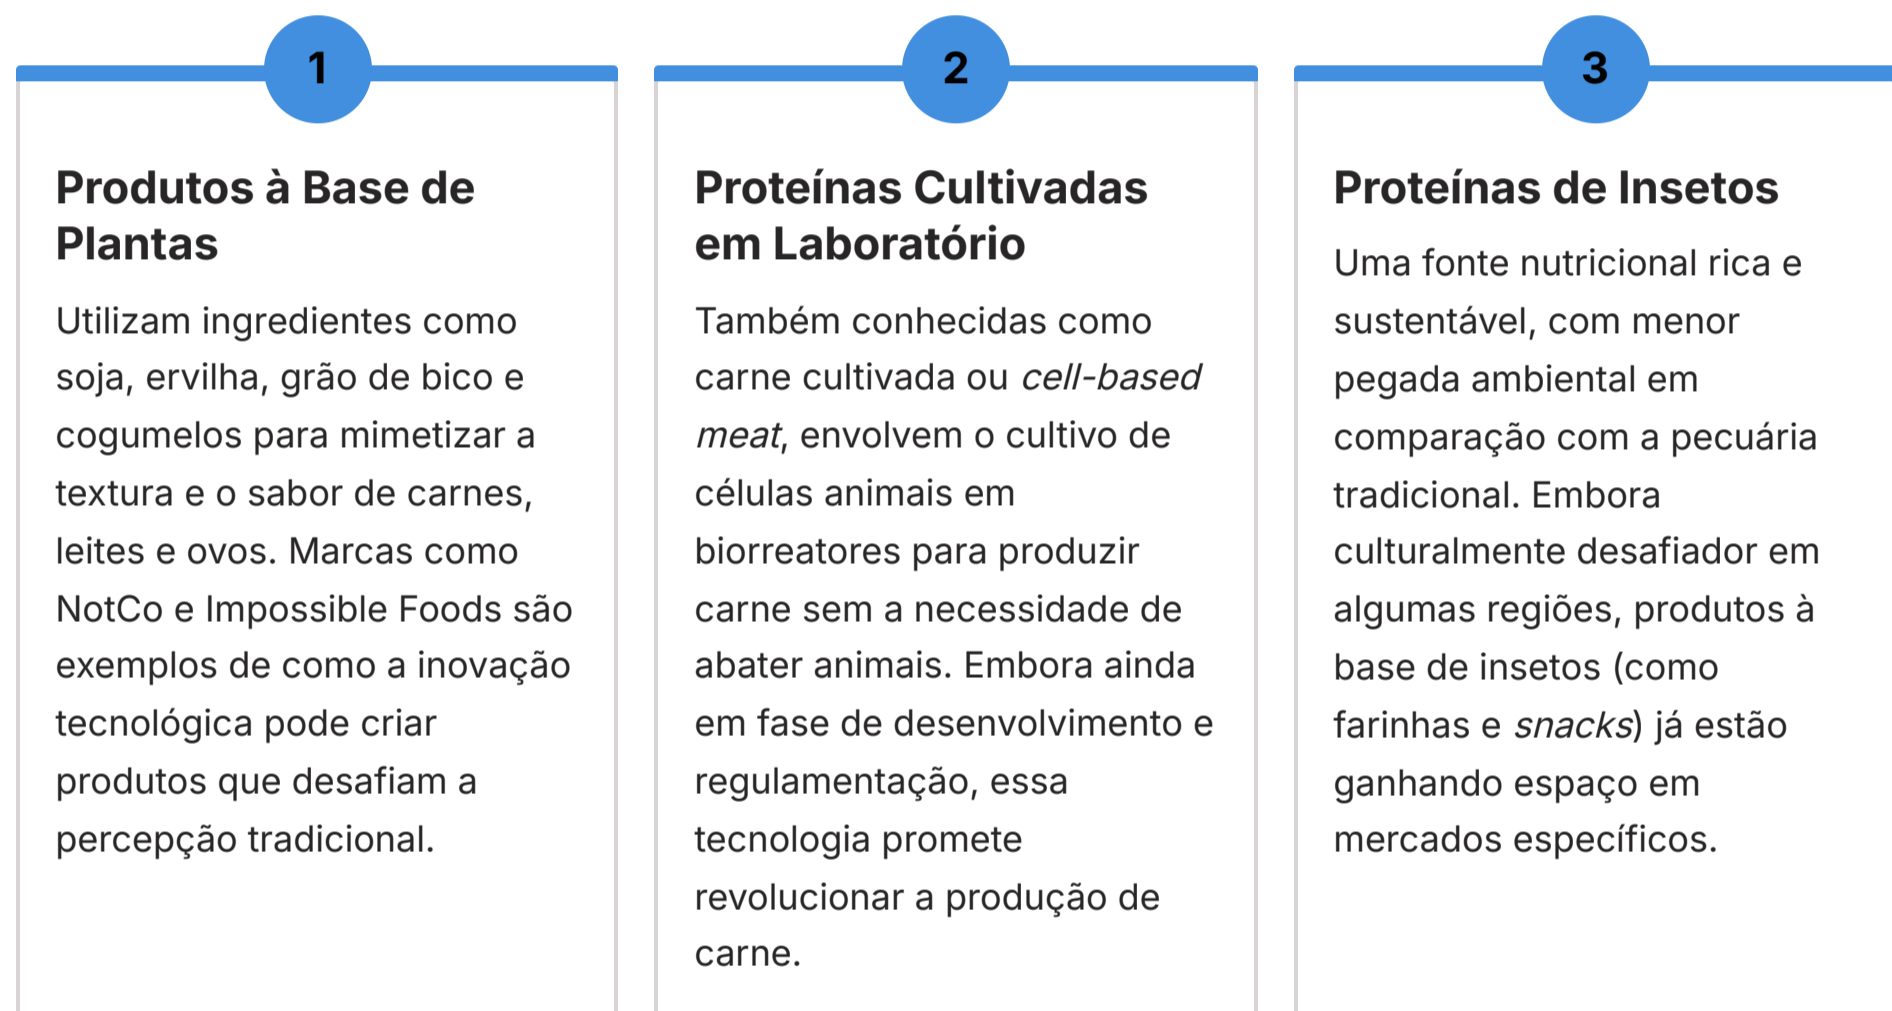 1
Produtos à Base de
Plantas
Utilizam ingredientes como
soja, ervilha, grão de bico e
cogumelos para mimetizar a
textura e o sabor de carnes,
leites e ovos. Marcas como
NotCo e Impossible Foods são
exemplos de como a inovação
tecnológica pode criar
produtos que desafiam a
percepção tradicional.
2
Proteínas Cultivadas
em Laboratório
Também conhecidas como
carne cultivada ou cell-based
meat, envolvem o cultivo de
células animais em
biorreatores para produzir
carne sem a necessidade de
abater animais. Embora ainda
em fase de desenvolvimento e
regulamentação, essa
tecnologia promete
revolucionar a produção de
carne.
3
Proteínas de Insetos
Uma fonte nutricional rica e
sustentável, com menor
pegada ambiental em
comparação com a pecuária
tradicional. Embora
culturalmente desafiador em
algumas regiões, produtos à
base de insetos (como
farinhas e snacks) já estão
ganhando espaço em
mercados específicos.